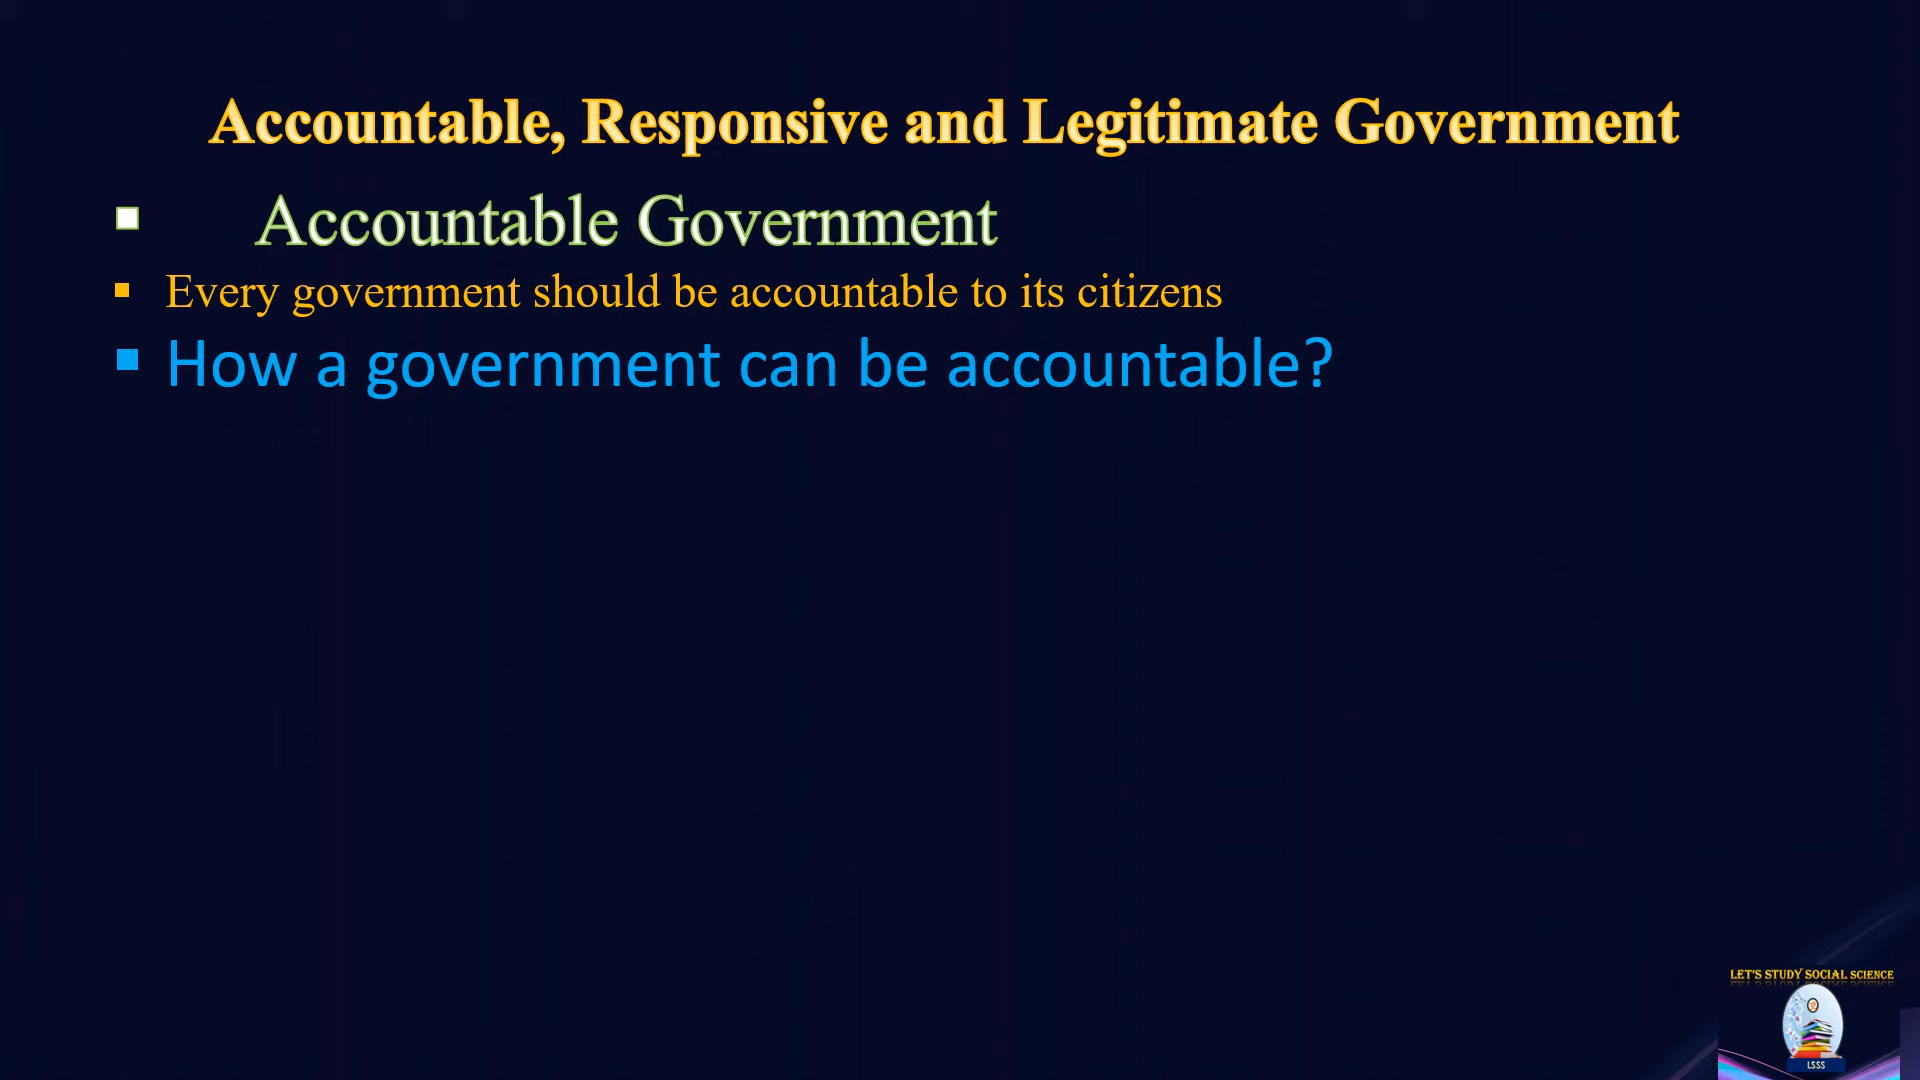 Accountable, Responsive and Legitimate Government
▪ Accountable Government
▪ Every government should be accountable to its citizens
▪ How a government can be accountable?
LET'S STUDY SOCIAL SCIENCE
LSSS